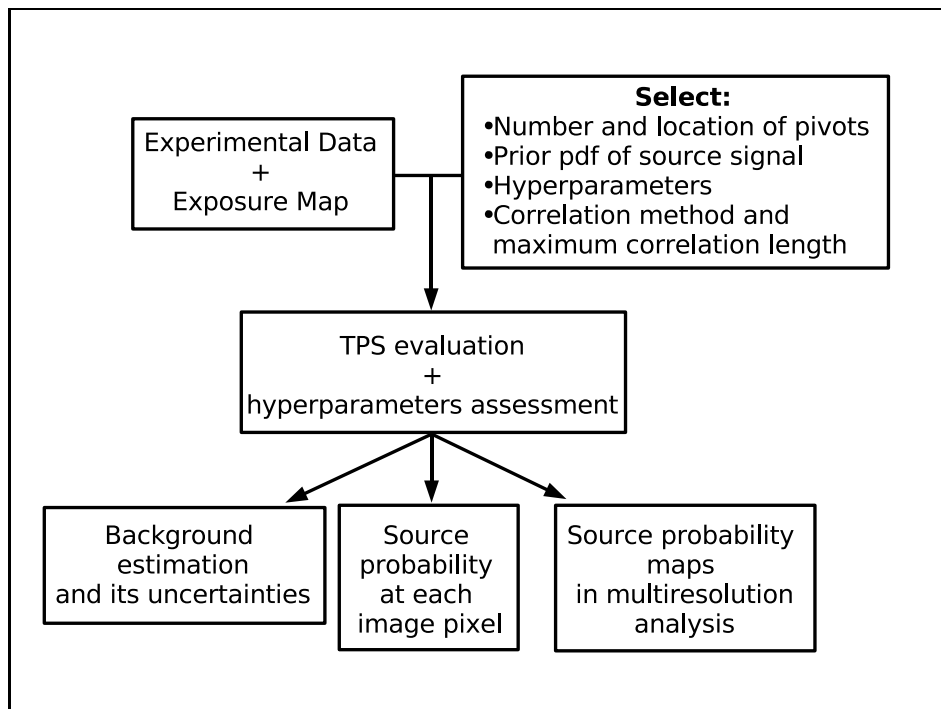 Experimental Data
+
Exposure Map
Select:
•Number and location of pivots
•Prior pdf of source signal
•Hyperparameters
•Correlation method and
maximum correlation length
TPS evaluation
+
hyperparameters assessment
Background
estimation
and its uncertainties
Source
probability
at each
image pixel
Source probability
maps
in multiresolution
analysis